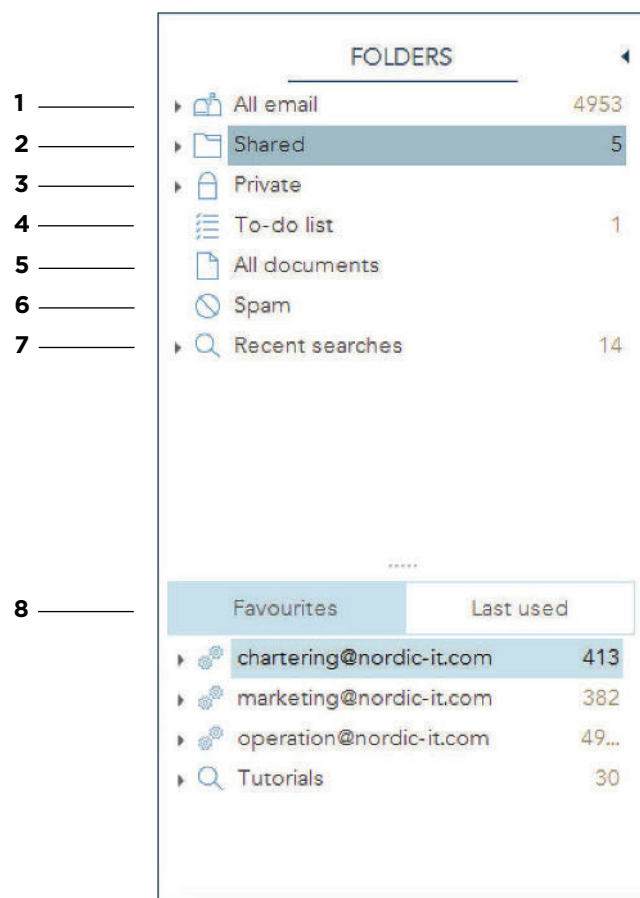 FOLDERS
1 All email 4953
2 Shared 5
3 Private
4 To-do list 1
5 All documents
6 Spam
7 Recent searches 14
8 Favourites Last used
chartering@nordic-it.com 413
marketing@nordic-it.com 382
operation@nordic-it.com 49...
Tutorials 30